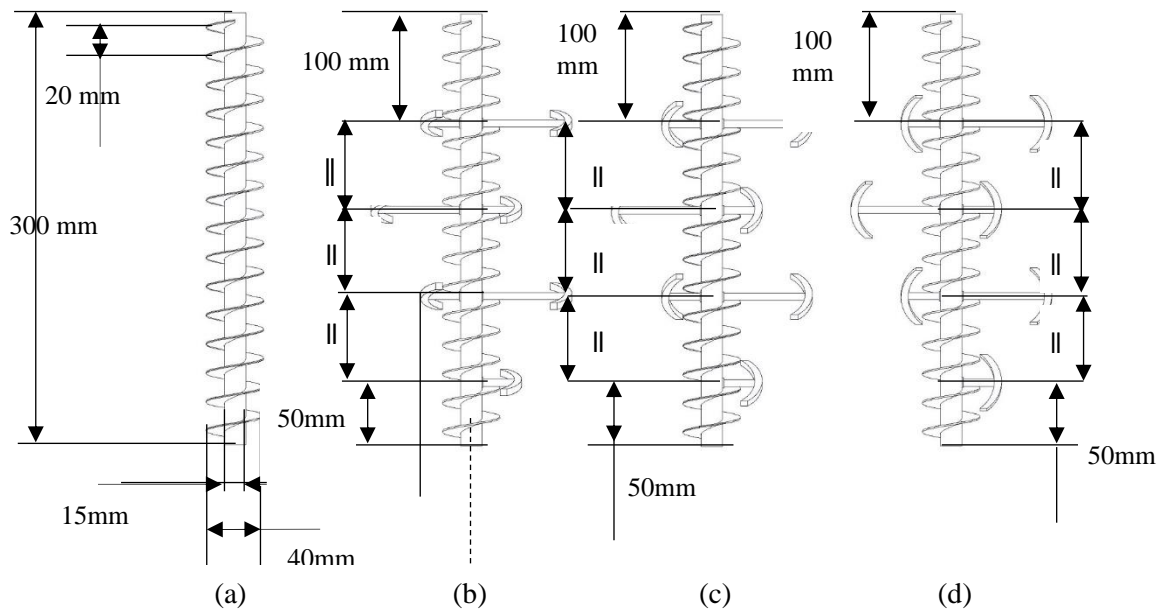 20 mm
300 mm
15mm
40mm
(a)
100 mm
=
=
=
50mm
(b)
100
mm
=
=
=
50mm
(c)
100
mm
=
=
=
50mm
(d)